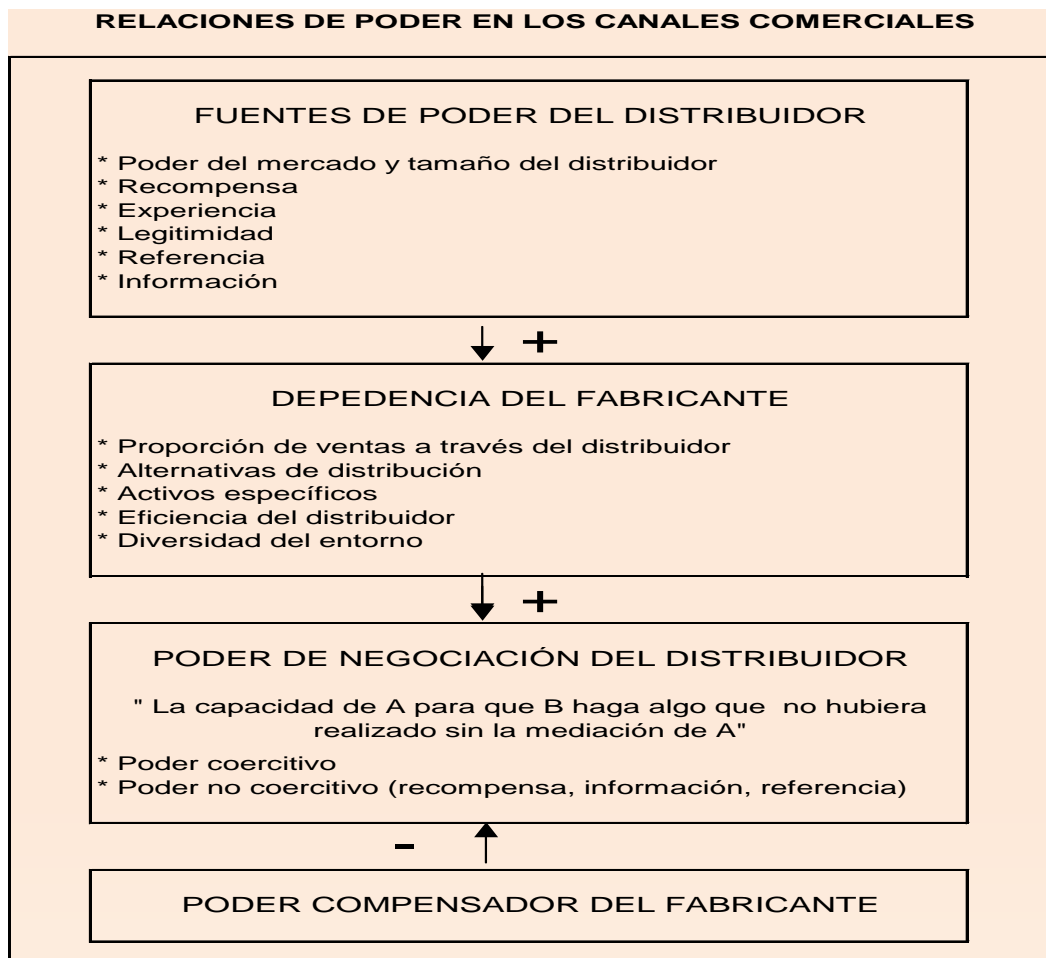 RELACIONES DE PODER EN LOS CANALES COMERCIALES
FUENTES DE PODER DEL DISTRIBUIDOR
* Poder del mercado y tamaño del distribuidor
* Recompensa
* Experiencia
* Legitimidad
* Referencia
* Información
+
DEPEDENCIA DEL FABRICANTE
* Proporción de ventas a través del distribuidor
* Alternativas de distribución
* Activos específicos
* Eficiencia del distribuidor
* Diversidad del entorno
+
PODER DE NEGOCIACIÓN DEL DISTRIBUIDOR
" La capacidad de A para que B haga algo que  no hubiera
realizado sin la mediación de A"
* Poder coercitivo
* Poder no coercitivo (recompensa, información, referencia)
-
PODER COMPENSADOR DEL FABRICANTE